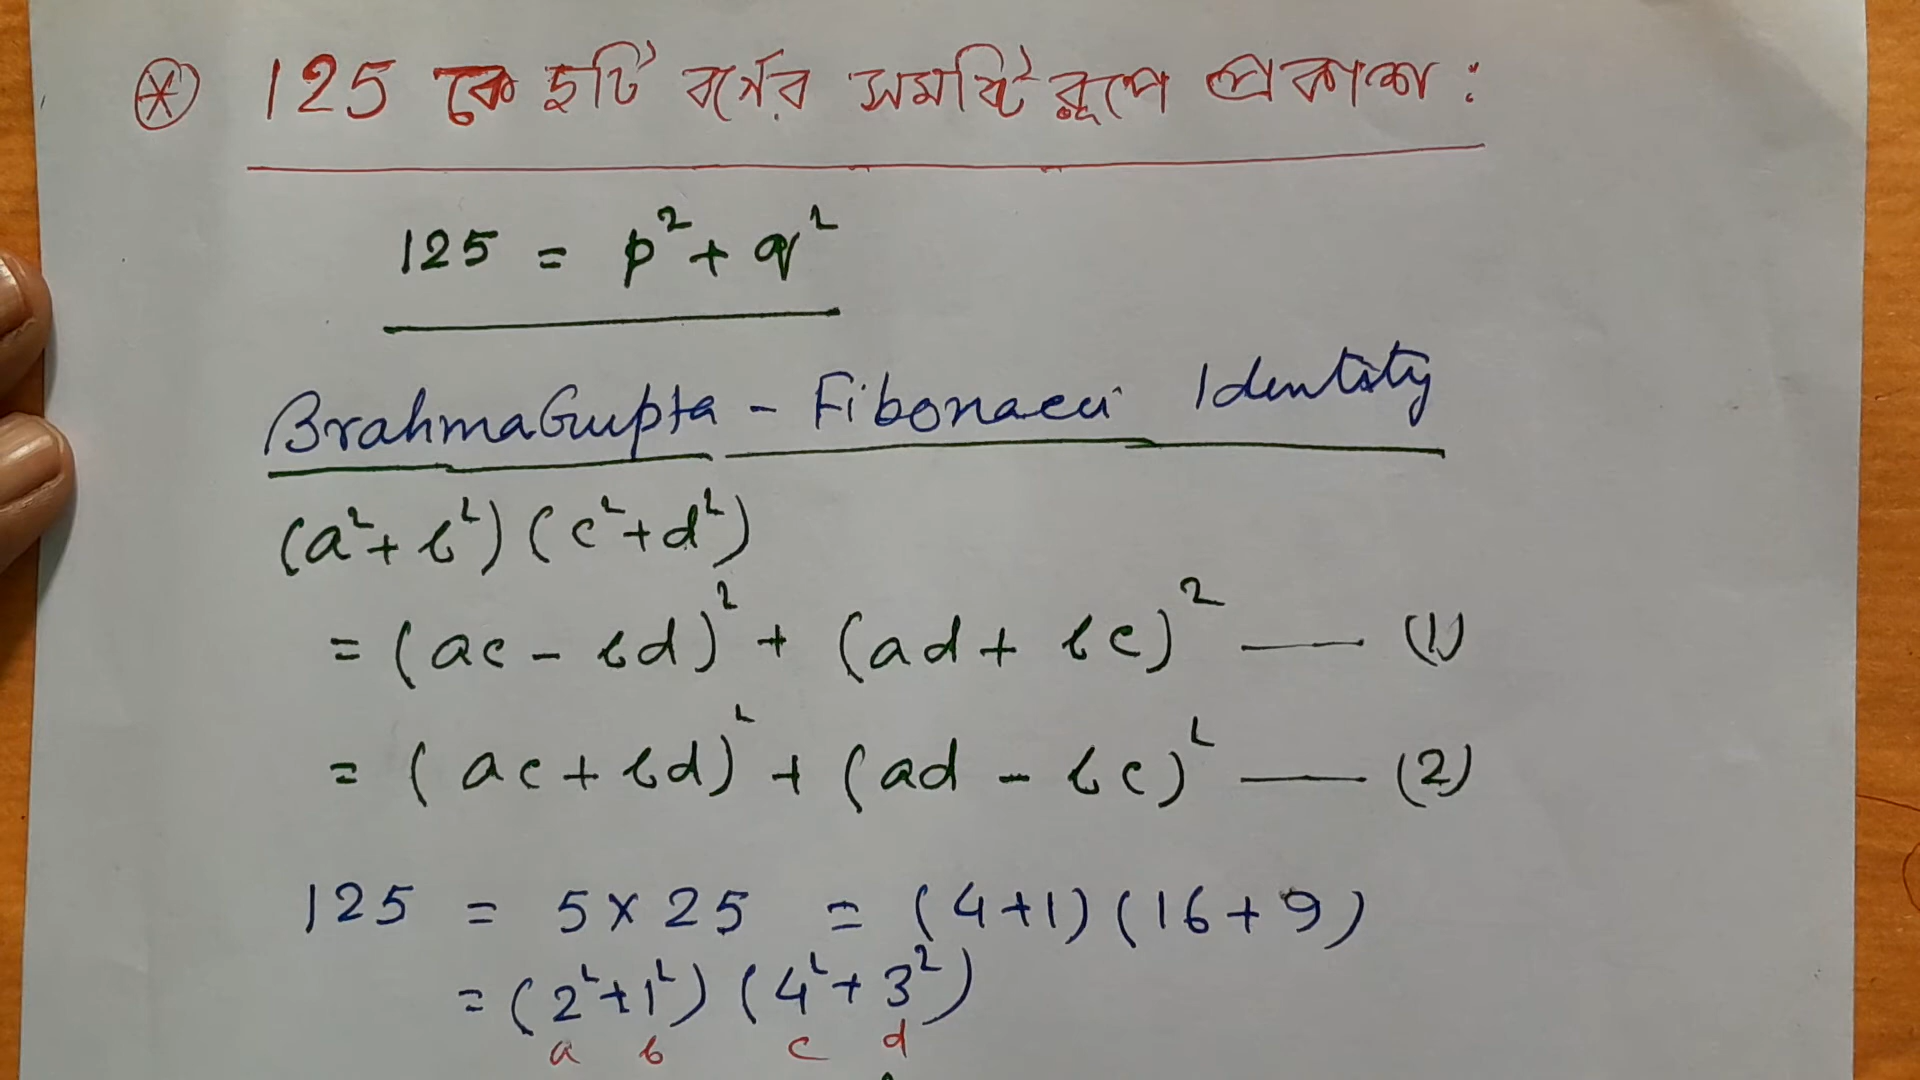 ⊛ 125 কে ২টি বর্গের সমষ্টি রূপে প্রকাশ :
125 = p² + q²
BrahmaGupta - Fibonacci Identity
(a² + b²) (c² + d²)
= (ac - bd)² + (ad + bc)² —— (1)
= (ac + bd)² + (ad - bc)² —— (2)
125 = 5 × 25 = (4+1) (16+9)
= (2² + 1²) (4² + 3²)
a b c d